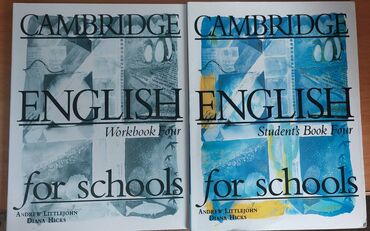 CAMBRIDGE
ENGLISH
Workbook Four
for schools
ANDREW LITTLEJOHN
DIANA HICKS
CAMBRIDGE
ENGLISH
Student's Book Four
for schools
ANDREW LITTLEJOHN
DIANA HICKS